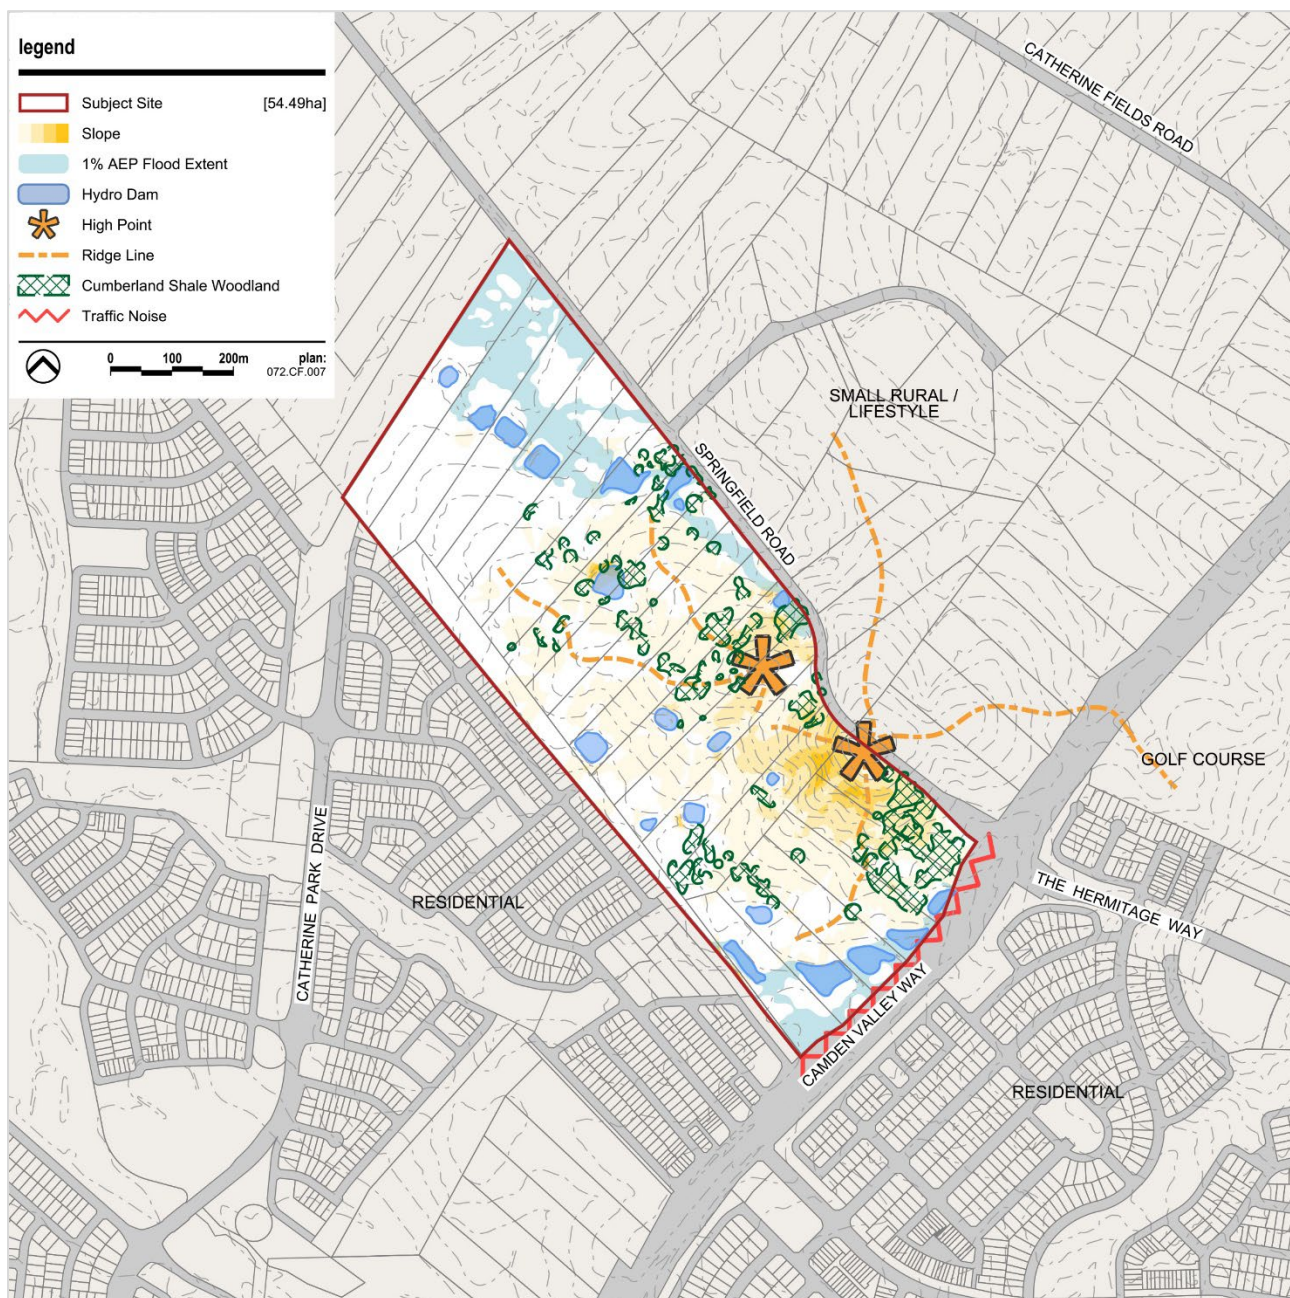 legend
Subject Site [54.49ha]
Slope
1% AEP Flood Extent
Hydro Dam
High Point
Ridge Line
Cumberland Shale Woodland
Traffic Noise
0 100 200m plan:
072.CF.007
CATHERINE FIELDS ROAD
SMALL RURAL /
LIFESTYLE
SPRINGFIELD ROAD
GOLF COURSE
CATHERINE PARK DRIVE
RESIDENTIAL
THE HERMITAGE WAY
CAMDEN VALLEY WAY
RESIDENTIAL